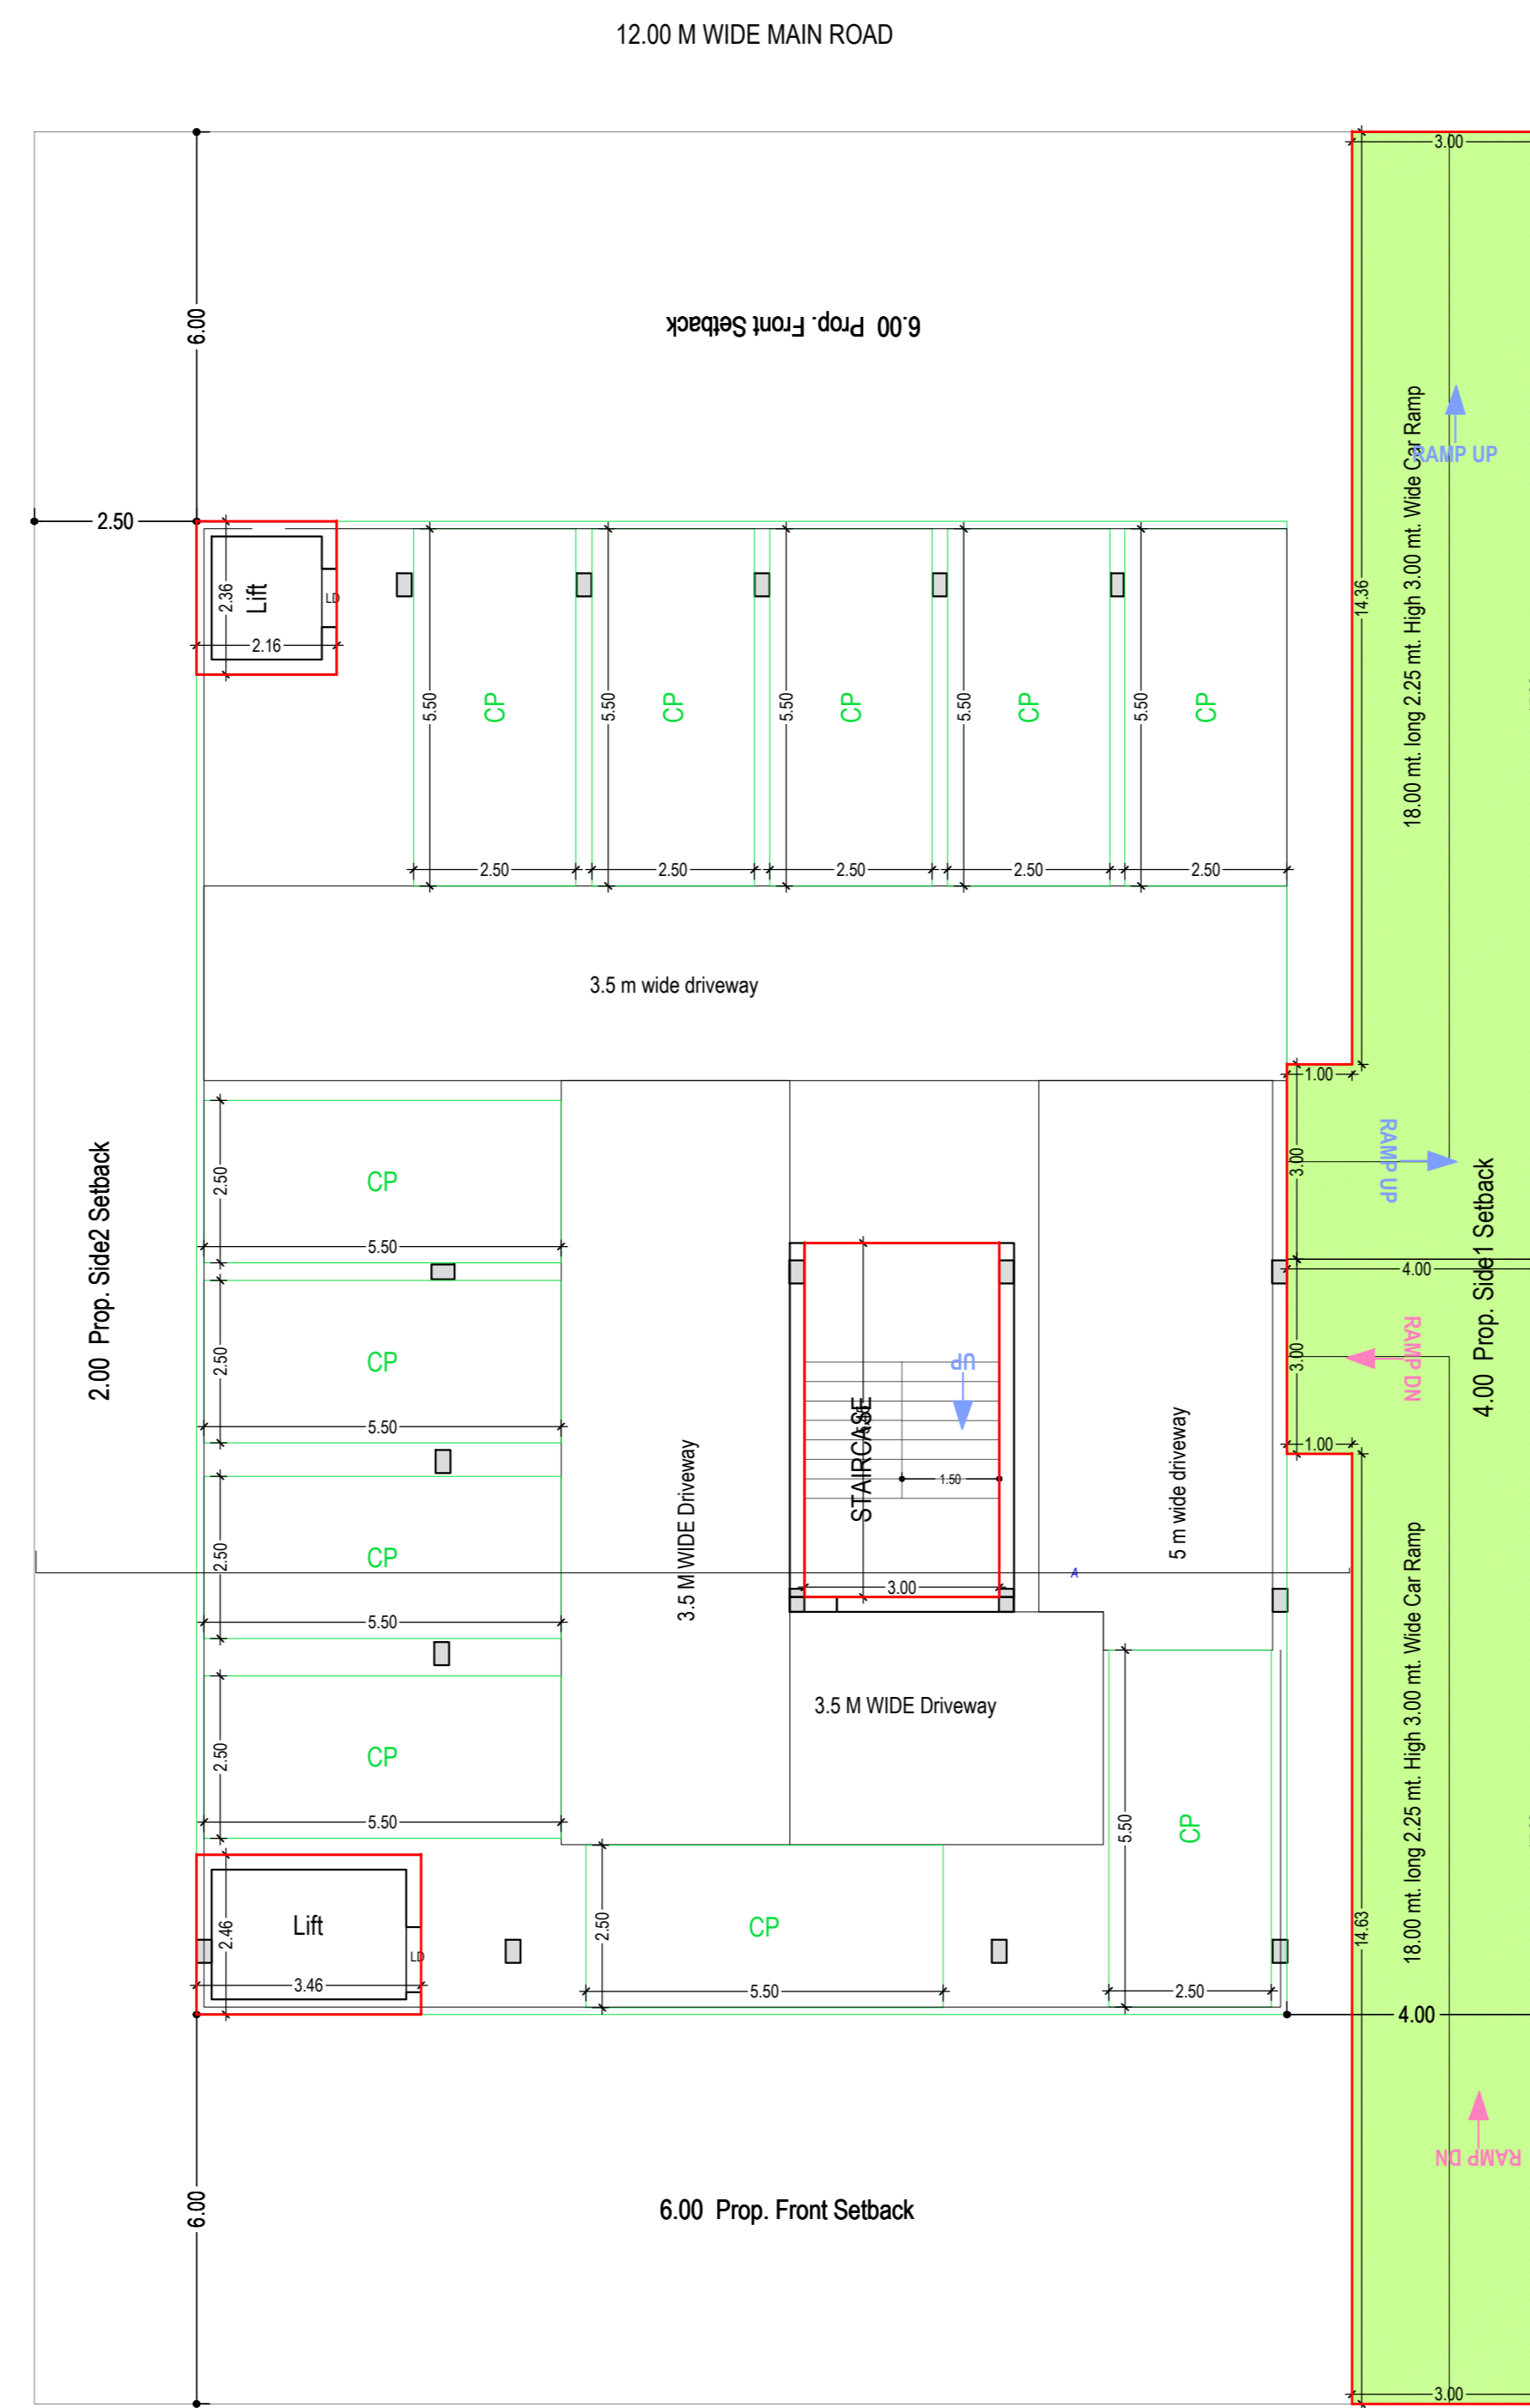 12.00 M WIDE MAIN ROAD
3.00
6.00
6.00 Prop. Front Setback
18.00 mt. long 2.25 mt. High 3.00 mt. Wide Car Ramp
RAMP UP
2.50
2.36
Lift
LD
2.16
14.36
5.50
5.50
5.50
5.50
5.50
CP
CP
CP
CP
CP
2.50
2.50
2.50
2.50
2.50
3.5 m wide driveway
1.00
RAMP UP
3.00
2.00 Prop. Side2 Setback
4.00 Prop. Side1 Setback
CP
2.50
5.50
4.00
CP
2.50
5.50
UP
STAIRCASE
1.50
RAMP DN
3.00
1.00
3.5 M WIDE Driveway
5 m wide driveway
CP
2.50
5.50
A
3.00
18.00 mt. long 2.25 mt. High 3.00 mt. Wide Car Ramp
3.5 M WIDE Driveway
CP
2.50
5.50
5.50
CP
Lift
2.46
LD
3.46
2.50
CP
5.50
2.50
14.63
4.00
RAMP DN
6.00
6.00 Prop. Front Setback
3.00